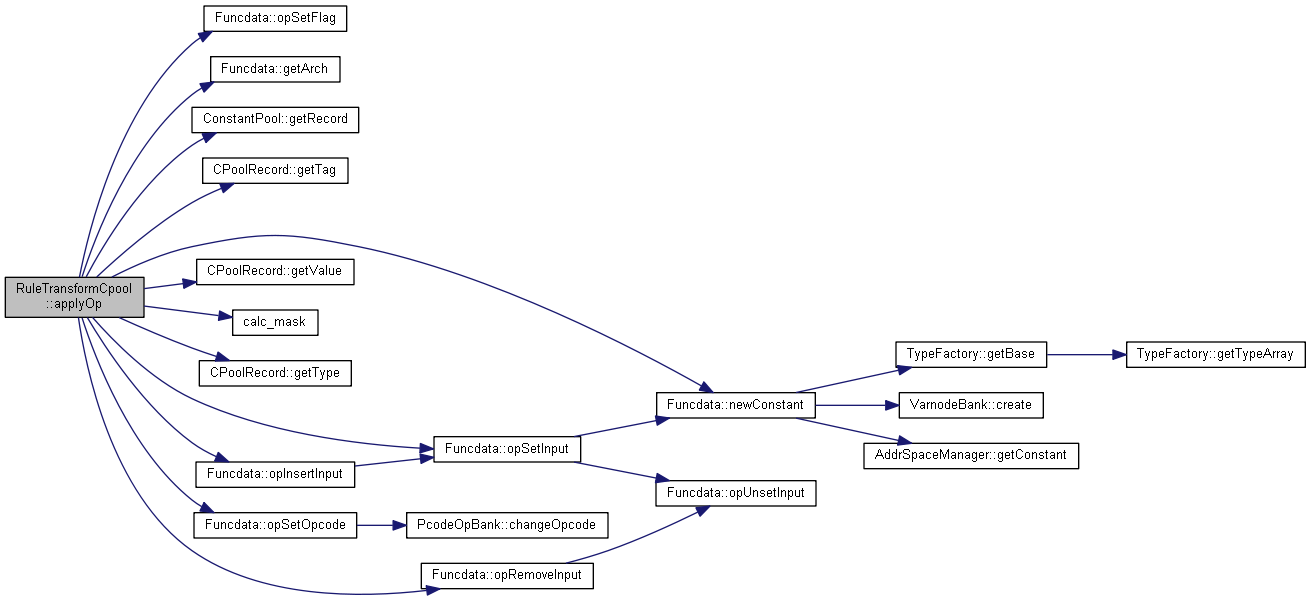 Funcdata::opSetFlag
Funcdata::getArch
ConstantPool::getRecord
CPoolRecord::getTag
CPoolRecord::getValue
RuleTransformCpool
::applyOp
calc_mask
TypeFactory::getBase
TypeFactory::getTypeArray
CPoolRecord::getType
Funcdata::newConstant
VarnodeBank::create
Funcdata::opSetInput
AddrSpaceManager::getConstant
Funcdata::opInsertInput
Funcdata::opUnsetInput
Funcdata::opSetOpcode
PcodeOpBank::changeOpcode
Funcdata::opRemoveInput